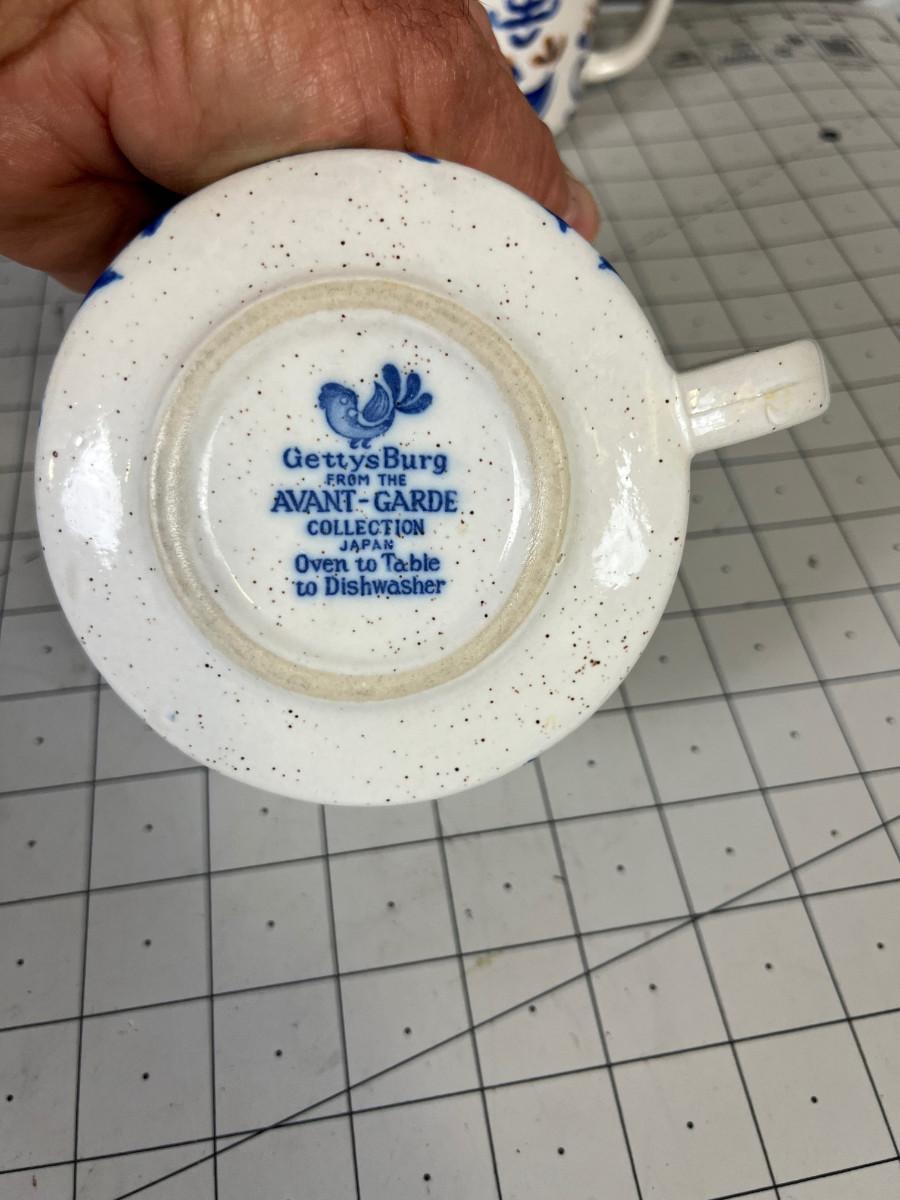 GettysBurg
FROM THE
AVANT-GARDE
COLLECTION
JAPAN
Oven to Table
to Dishwasher